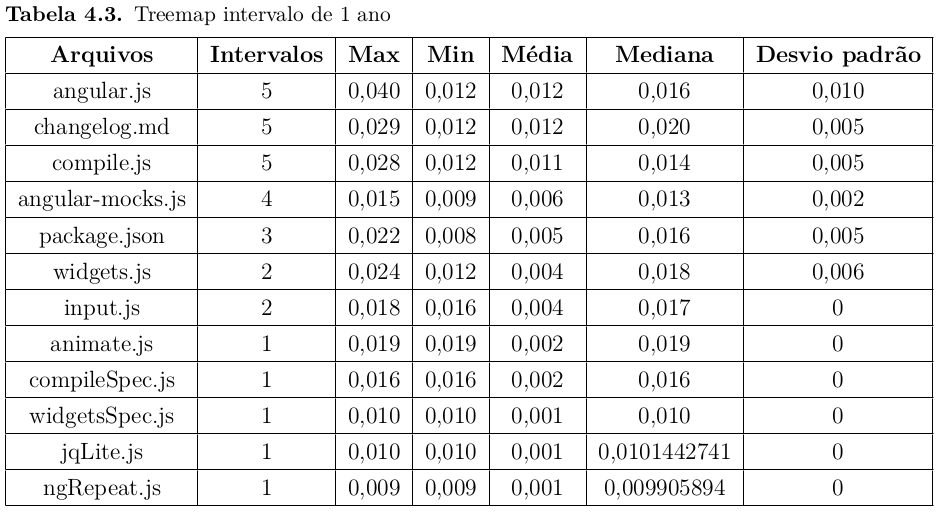 Tabela 4.3. Treemap intervalo de 1 ano
Arquivos Intervalos Max Min Média Mediana Desvio padrão
angular.js 5 0,040 0,012 0,012 0,016 0,010
changelog.md 5 0,029 0,012 0,012 0,020 0,005
compile.js 5 0,028 0,012 0,011 0,014 0,005
angular-mocks.js 4 0,015 0,009 0,006 0,013 0,002
package.json 3 0,022 0,008 0,005 0,016 0,005
widgets.js 2 0,024 0,012 0,004 0,018 0,006
input.js 2 0,018 0,016 0,004 0,017 0
animate.js 1 0,019 0,019 0,002 0,019 0
compileSpec.js 1 0,016 0,016 0,002 0,016 0
widgetsSpec.js 1 0,010 0,010 0,001 0,010 0
jqLite.js 1 0,010 0,010 0,001 0,0101442741 0
ngRepeat.js 1 0,009 0,009 0,001 0,009905894 0